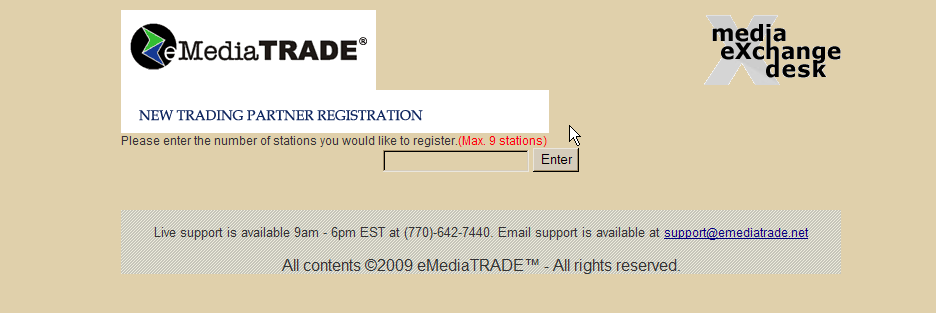 eMediaTRADE®
media
eXchange
desk
NEW TRADING PARTNER REGISTRATION
Please enter the number of stations you would like to register.(Max. 9 stations)
Enter
Live support is available 9am - 6pm EST at (770)-642-7440. Email support is available at support@emediatrade.net
All contents ©2009 eMediaTRADE™ - All rights reserved.